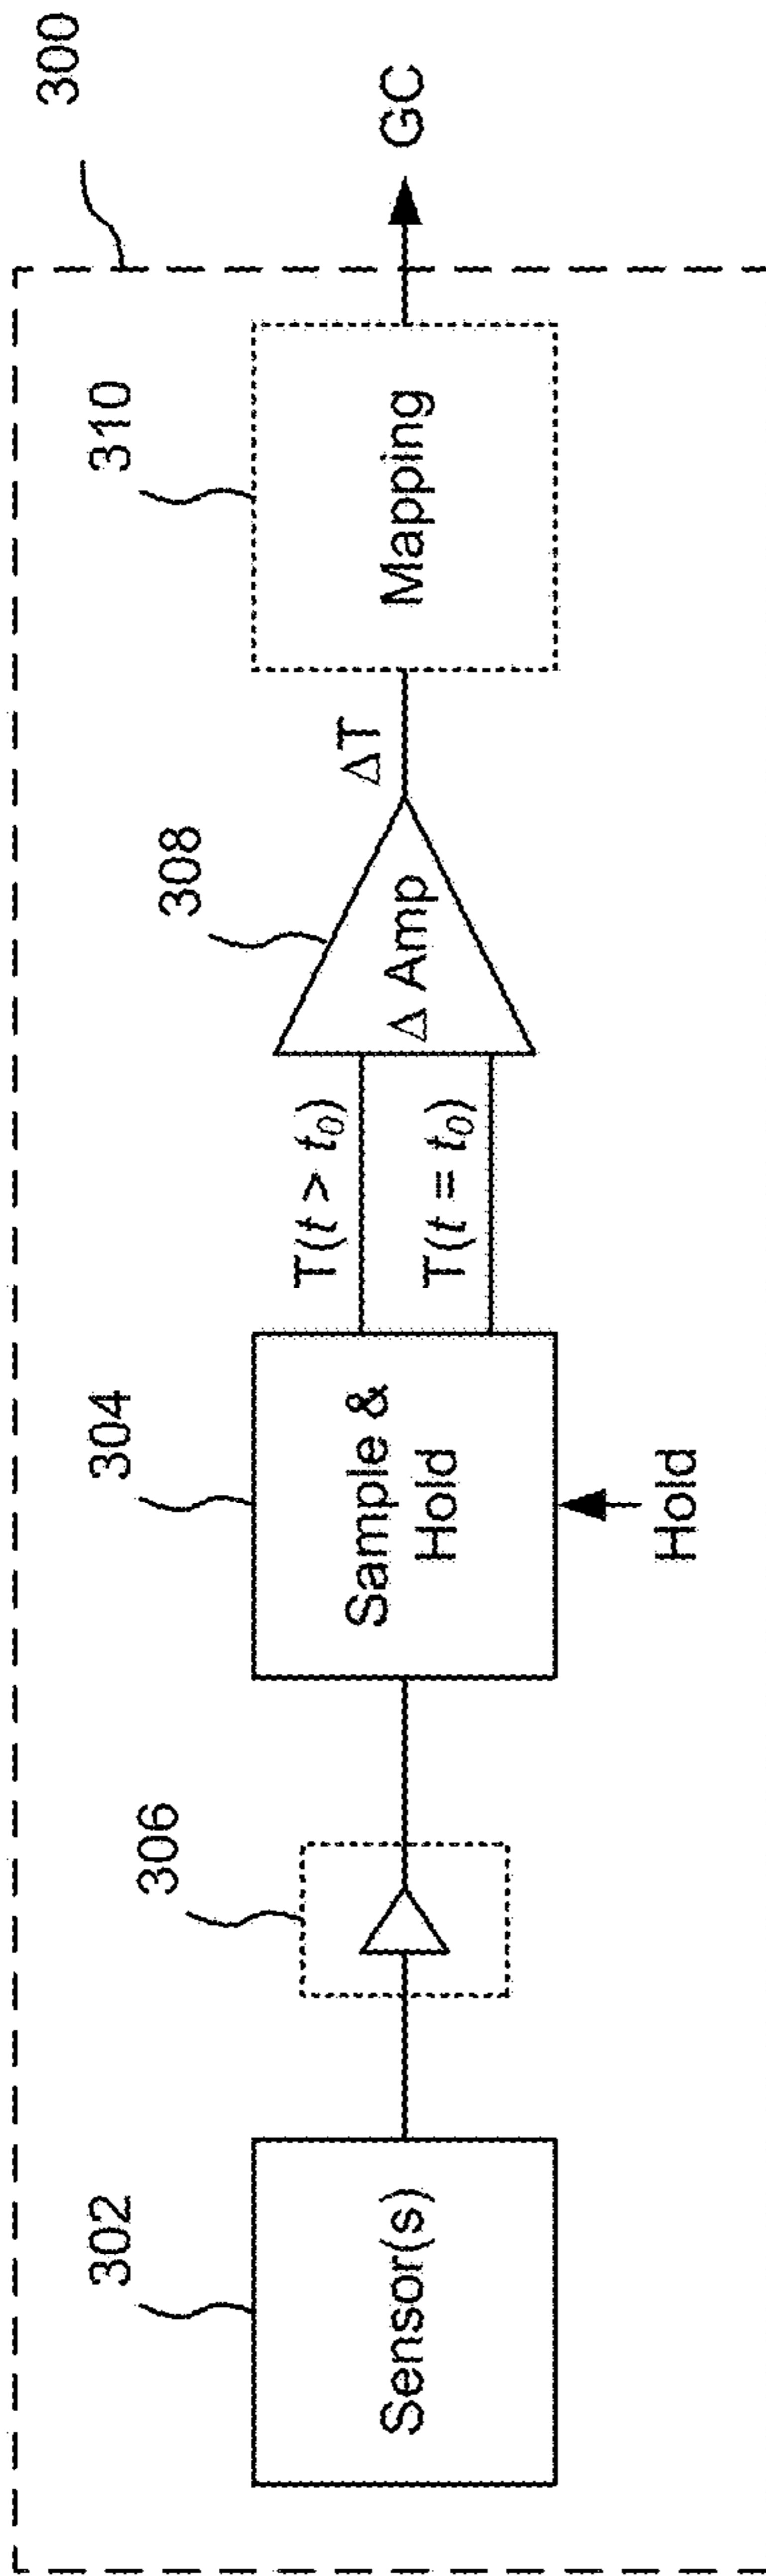 300
302
Sensor(s)
306
304
Sample &
Hold
Hold
T(t > t₀)
T(t = t₀)
308
Δ Amp
ΔT
310
Mapping
GC